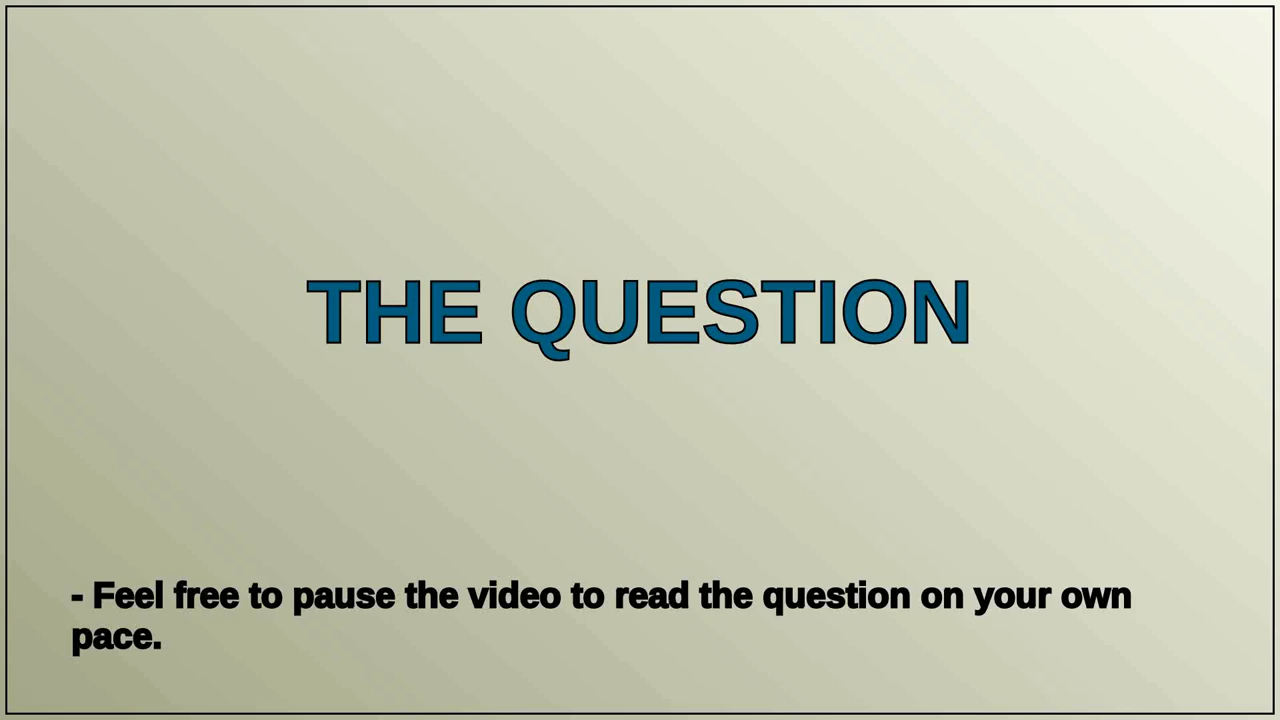 THE QUESTION
- Feel free to pause the video to read the question on your own
pace.